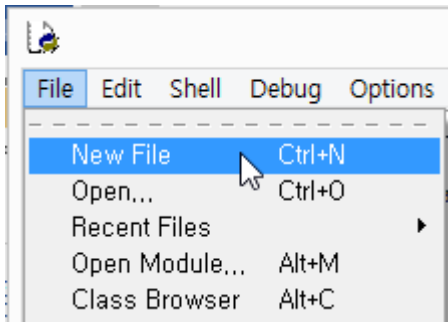 File Edit Shell Debug Options
New File Ctrl+N
Open... Ctrl+O
Recent Files
Open Module... Alt+M
Class Browser Alt+C